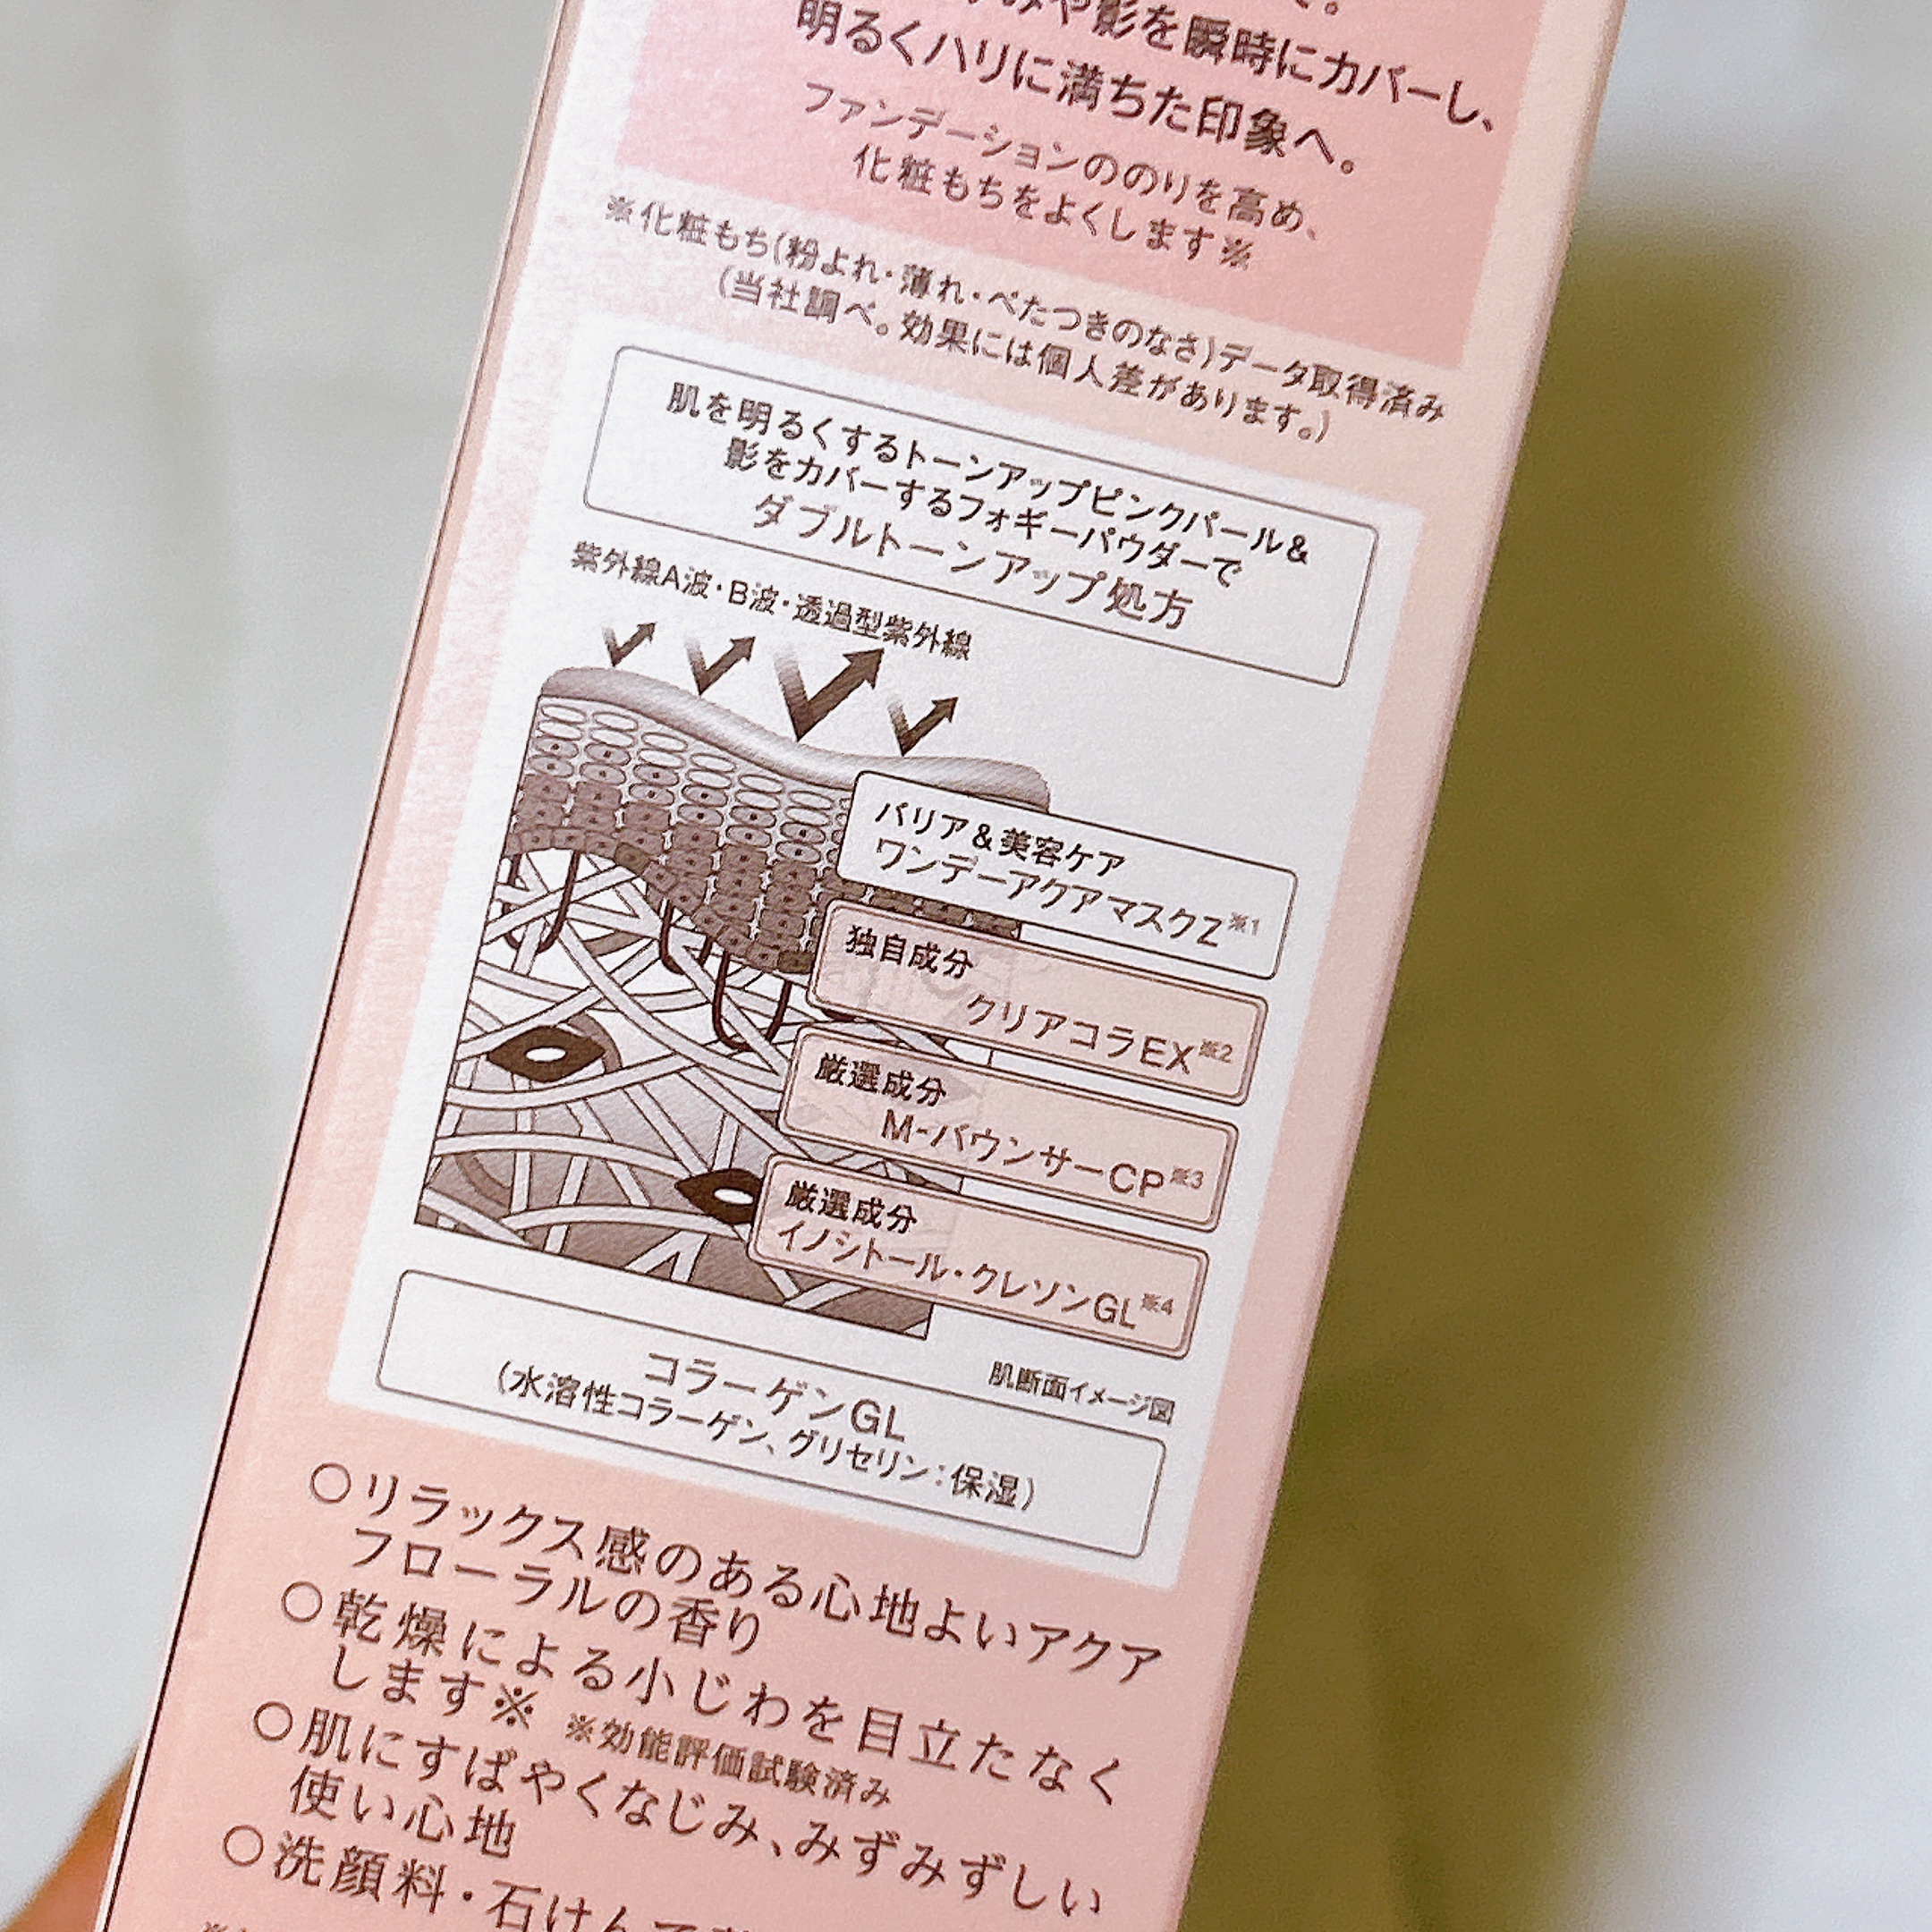 みや影を瞬時にカバーし、
明るくハリに満ちた印象へ。
ファンデーションののりを高め、
化粧もちをよくします※
※化粧もち(粉よれ・薄れ・べたつきのなさ)データ取得済み
(当社調べ。効果には個人差があります。)
肌を明るくするトーンアップピンクパール&
影をカバーするフォギーパウダーで
ダブルトーンアップ処方
紫外線A波・B波・透過型紫外線
バリア&美容ケア
ワンデーアクアマスクZ※1
独自成分
クリアコラEX※2
厳選成分
M-バウンサーCP※3
厳選成分
イノシトール・クレソンGL※4
肌断面イメージ図
コラーゲンGL
(水溶性コラーゲン、グリセリン:保湿)
○リラックス感のある心地よいアクア
フローラルの香り
○乾燥による小じわを目立たなく
します※ ※効能評価試験済み
○肌にすばやくなじみ、みずみずしい
使い心地
○洗顔料・石けんで